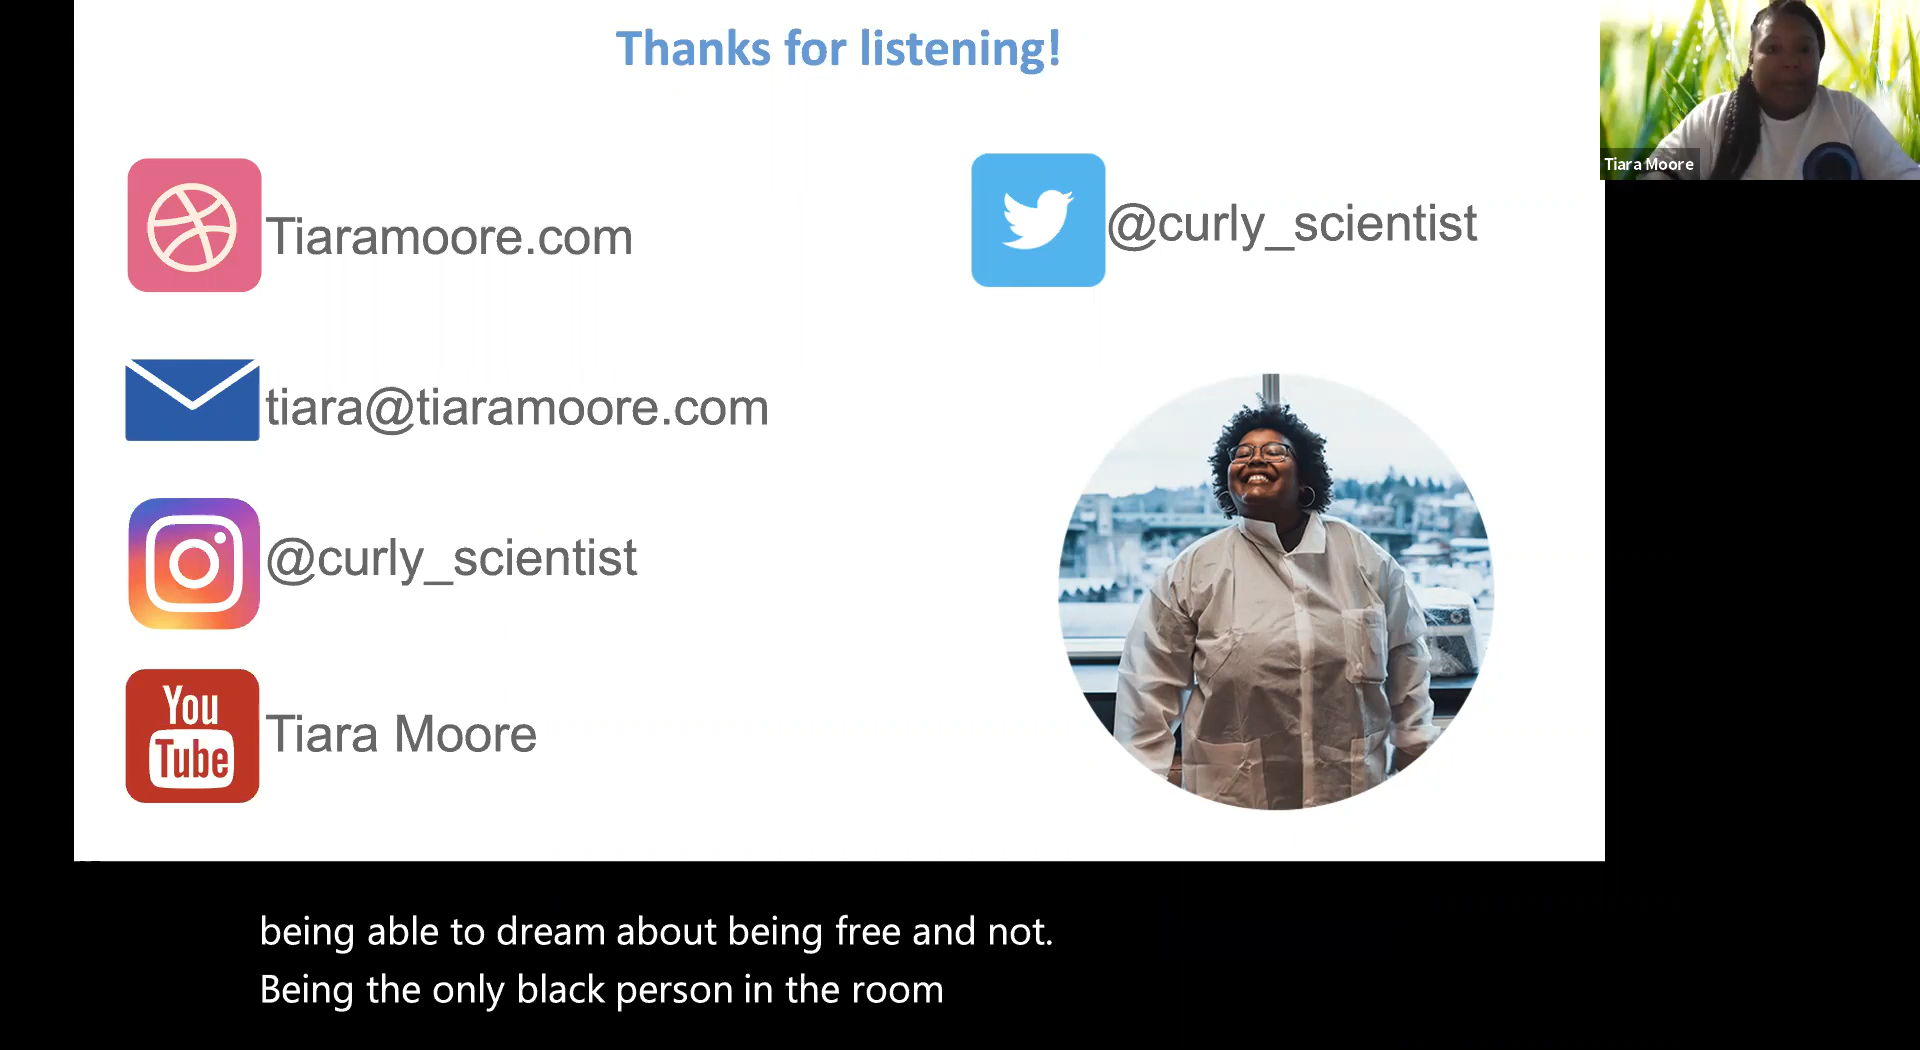 Thanks for listening!
Tiaramoore.com
@curly_scientist
tiara@tiaramoore.com
@curly_scientist
You
Tube
Tiara Moore
Tiara Moore
being able to dream about being free and not.
Being the only black person in the room